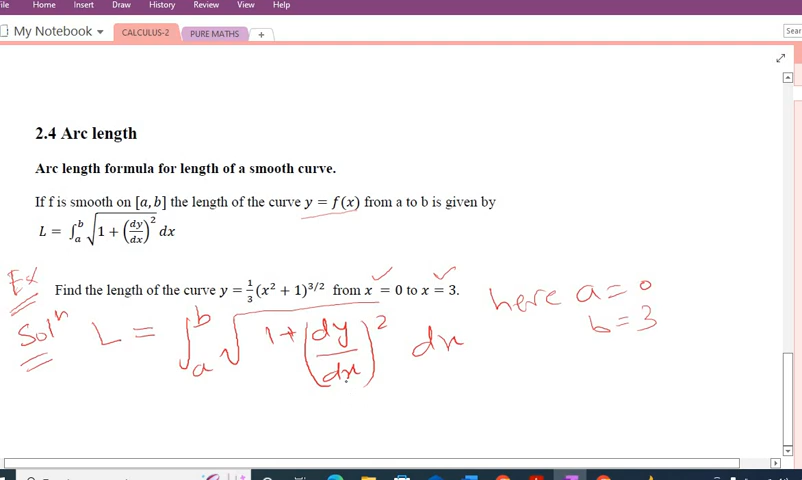 Home Insert Draw History Review View Help
My Notebook CALCULUS-2 PURE MATHS +
2.4 Arc length
Arc length formula for length of a smooth curve.
If f is smooth on [a, b] the length of the curve y = f(x) from a to b is given by
L = ∫_a^b √(1 + (dy/dx)^2) dx
Ex
Find the length of the curve y = 1/3 (x² + 1)^{3/2} from x = 0 to x = 3.
here a = 0
b = 3
Solⁿ L = ∫_a^b √(1 + (dy/dx)^2) dx